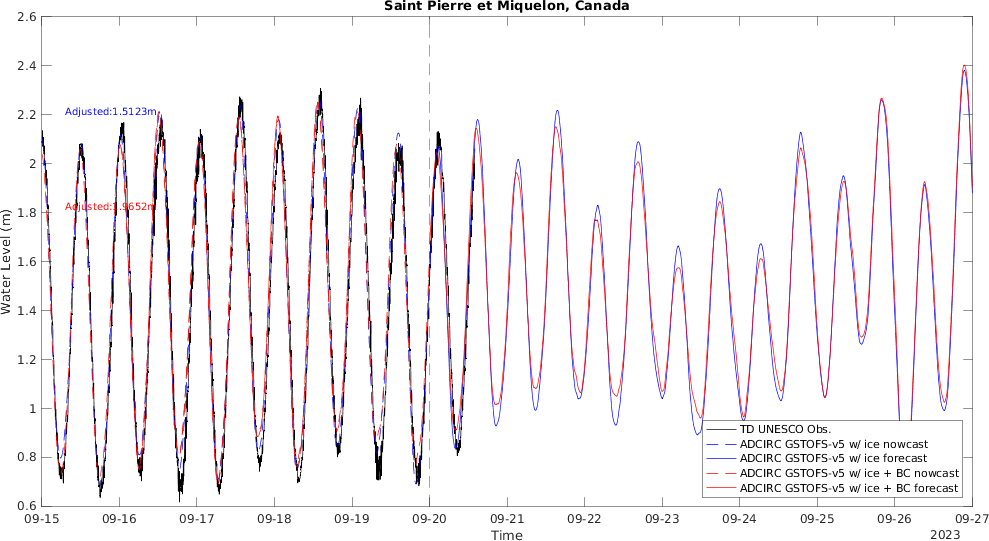 Saint Pierre et Miquelon, Canada
2.6
2.4
2.2
2
1.8
1.6
1.4
1.2
1
0.8
0.6
Water Level (m)
Adjusted:1.5123m
Adjusted:1.9652m
TD UNESCO Obs.
ADCIRC GSTOFS-v5 w/ ice nowcast
ADCIRC GSTOFS-v5 w/ ice forecast
ADCIRC GSTOFS-v5 w/ ice + BC nowcast
ADCIRC GSTOFS-v5 w/ ice + BC forecast
09-15 09-16 09-17 09-18 09-19 09-20 09-21 09-22 09-23 09-24 09-25 09-26 09-27
Time
2023